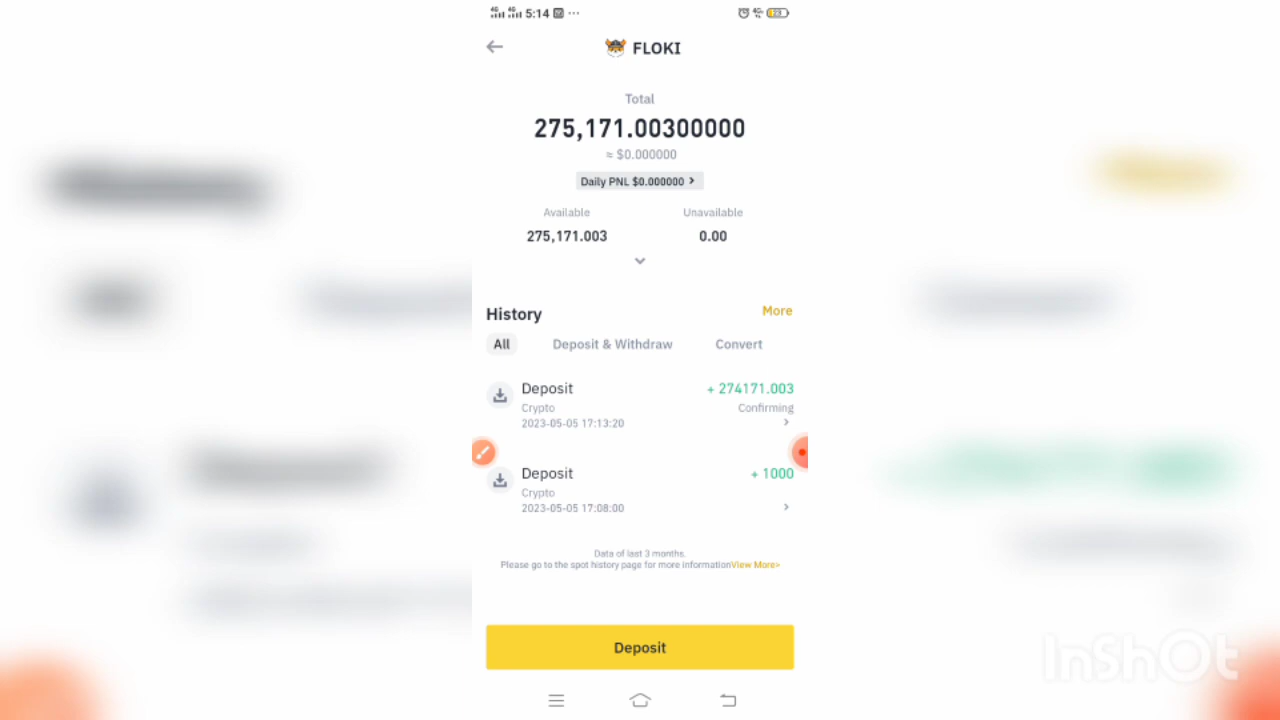 5:14
23
FLOKI
Total
275,171.00300000
≈ $0.000000
Daily PNL $0.000000 >
Available
Unavailable
275,171.003
0.00
History
More
All
Deposit & Withdraw
Convert
Deposit
+ 274171.003
Crypto
Confirming
2023-05-05 17:13:20
Deposit
+ 1000
Crypto
2023-05-05 17:08:00
Data of last 3 months.
Please go to the spot history page for more informationView More>
Deposit
InShOt